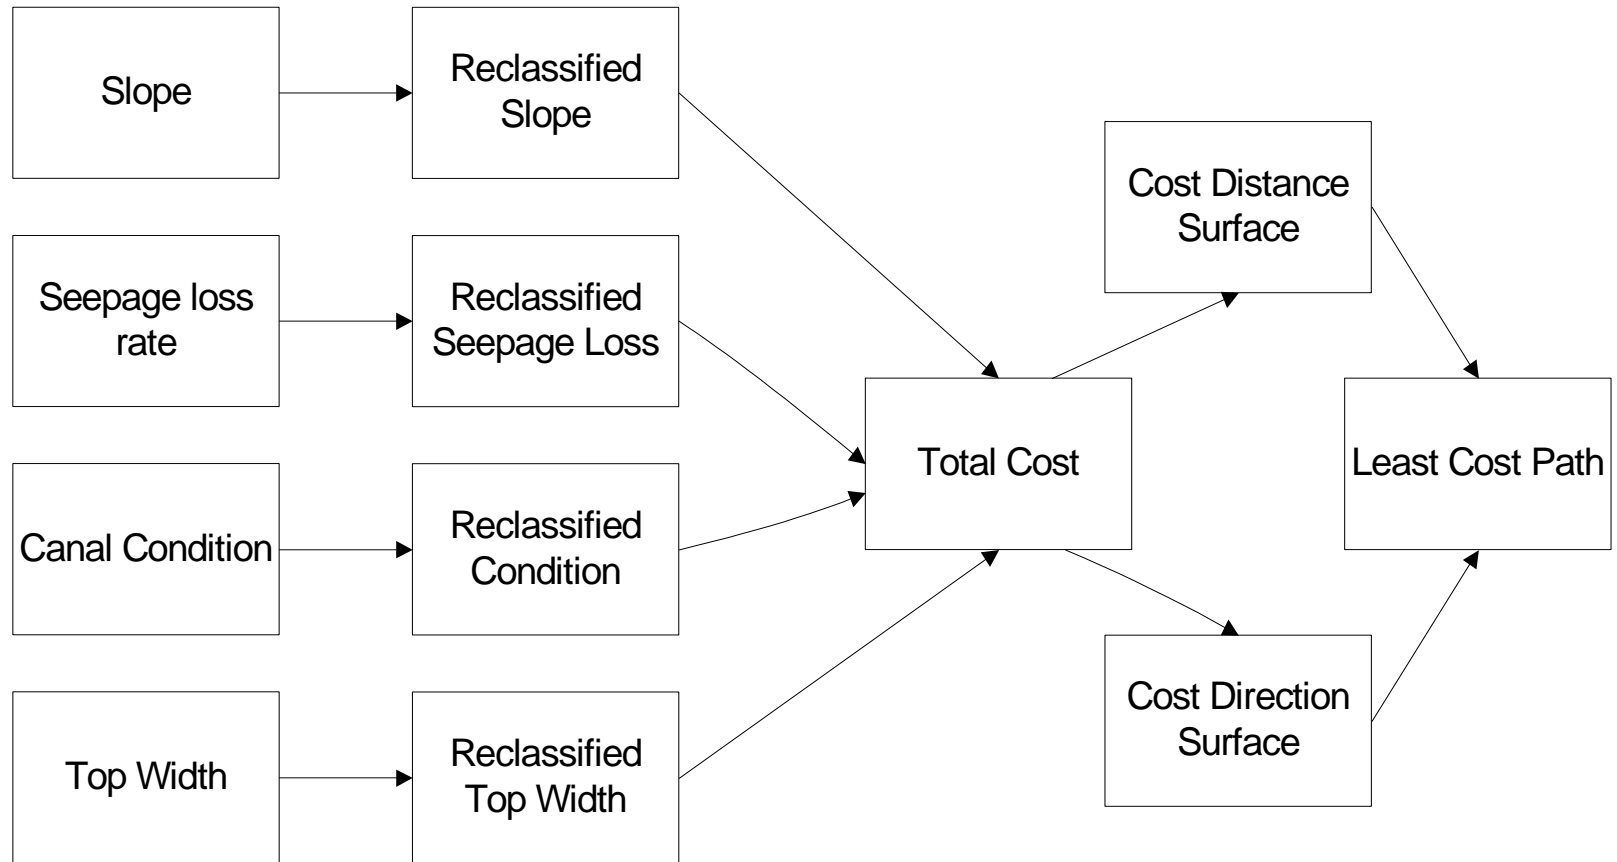 Slope
Reclassified
Slope
Seepage loss
rate
Reclassified
Seepage Loss
Canal Condition
Reclassified
Condition
Top Width
Reclassified
Top Width
Total Cost
Cost Distance
Surface
Cost Direction
Surface
Least Cost Path